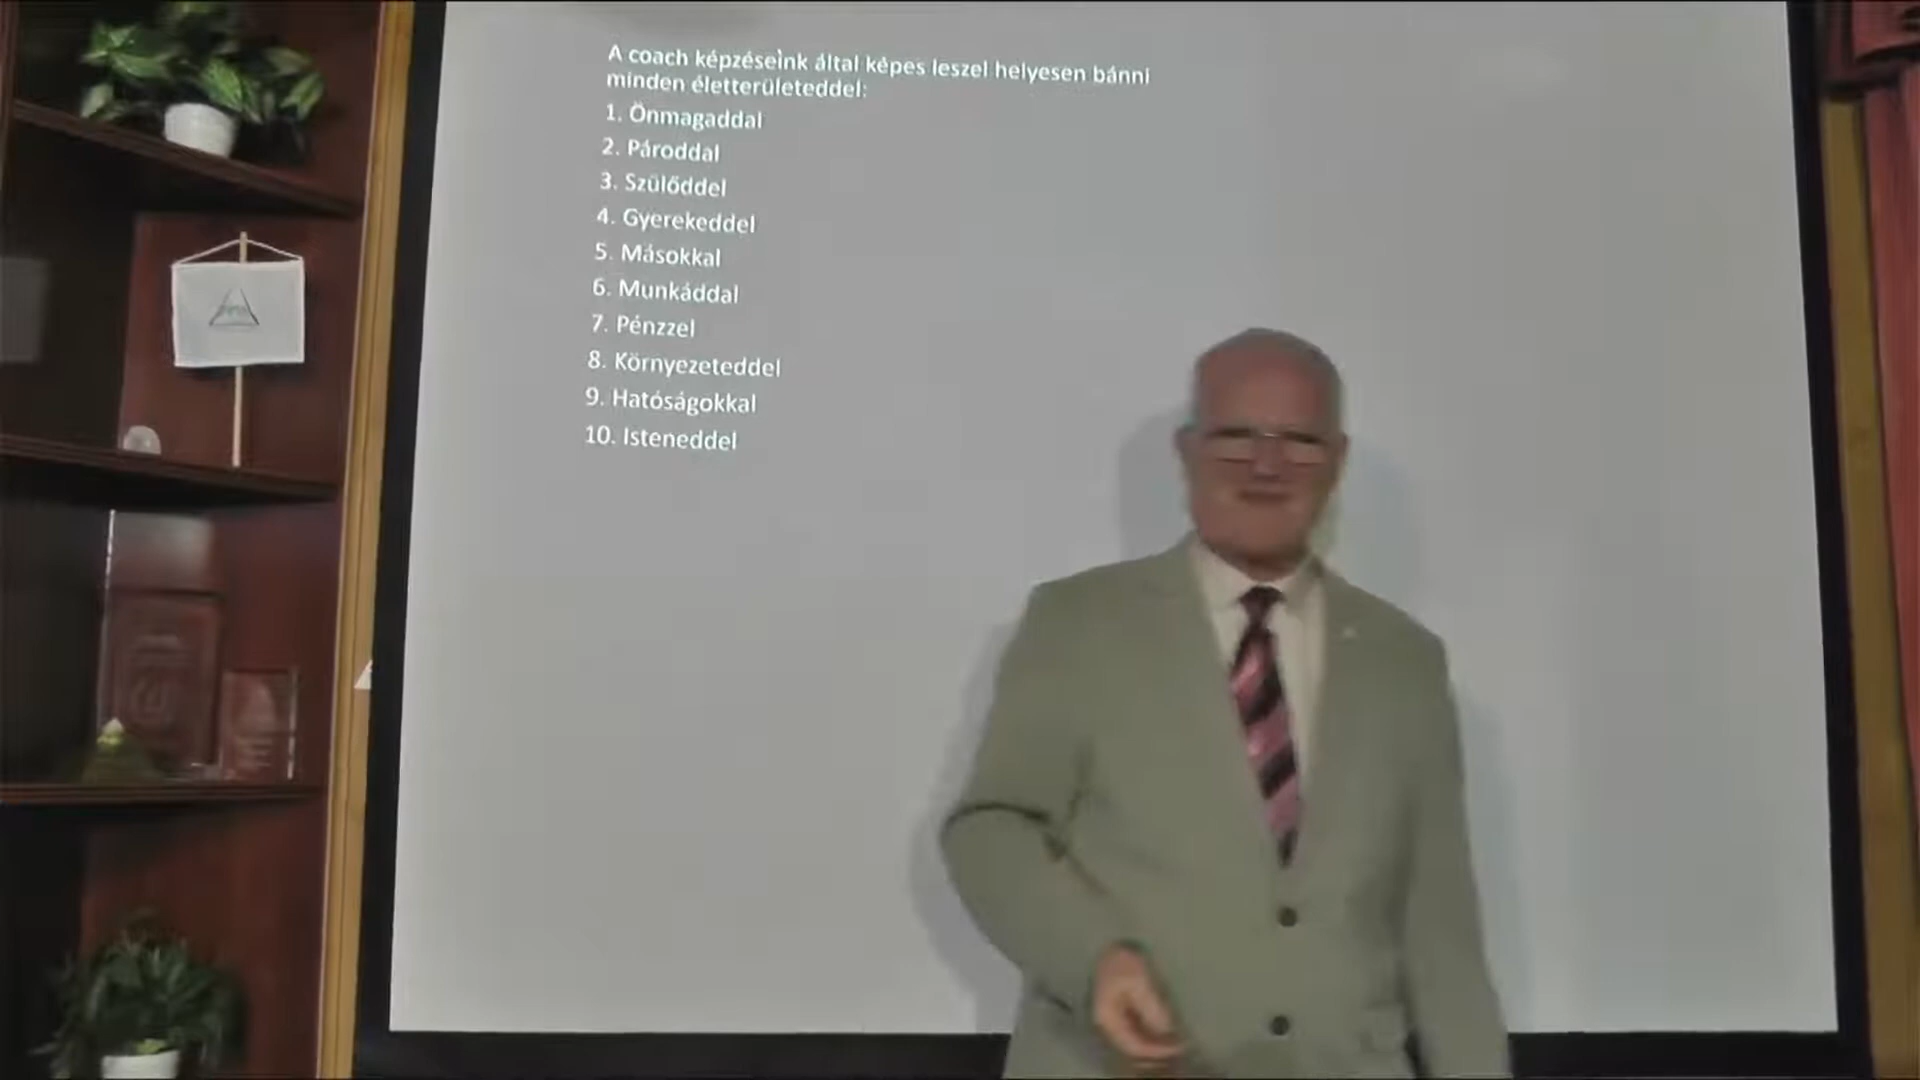 A coach képzéseink által képes leszel helyesen bánni
minden életterületeddel:
1. Önmagaddal
2. Pároddal
3. Szülőddel
4. Gyerekeddel
5. Másokkal
6. Munkáddal
7. Pénzzel
8. Környezeteddel
9. Hatóságokkal
10. Isteneddel